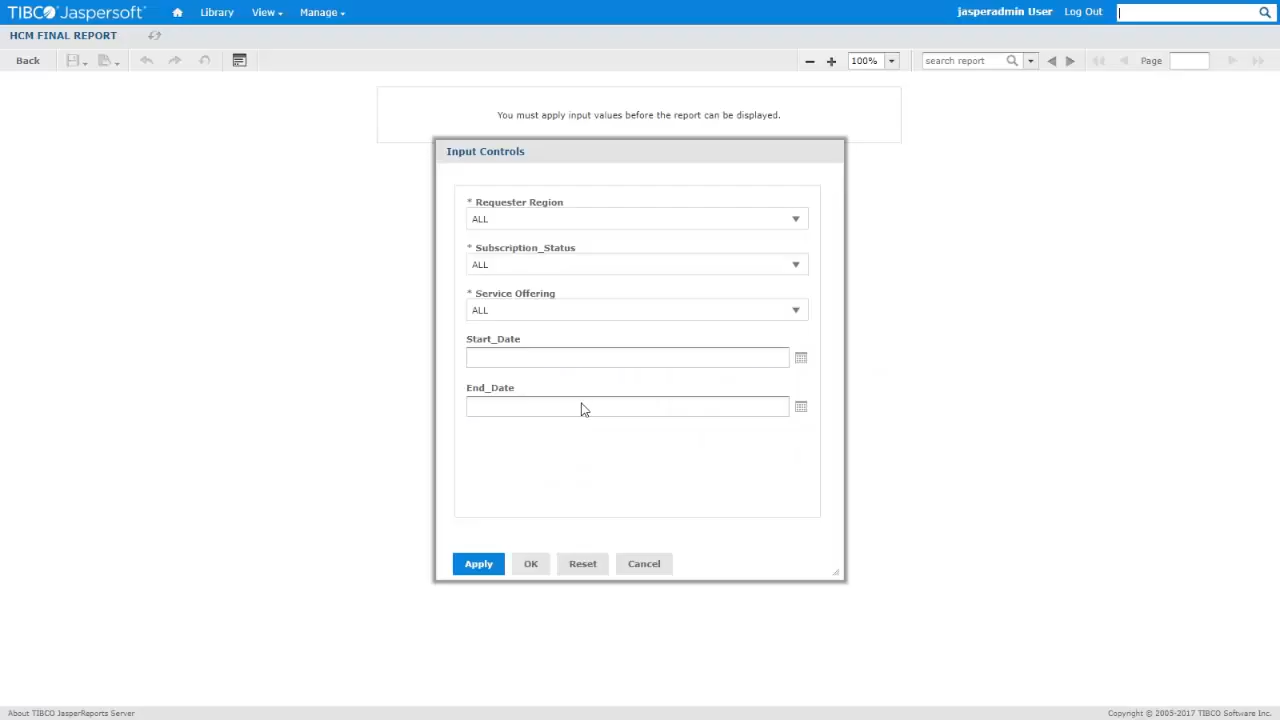 TIBCO Jaspersoft® Library View Manage jasperadmin User Log Out
HCM FINAL REPORT
Back 100% search report Page
You must apply input values before the report can be displayed.
Input Controls
* Requester Region
ALL
* Subscription_Status
ALL
* Service Offering
ALL
Start_Date
End_Date
Apply OK Reset Cancel
About TIBCO JasperReports Server Copyright © 2005-2017 TIBCO Software Inc.